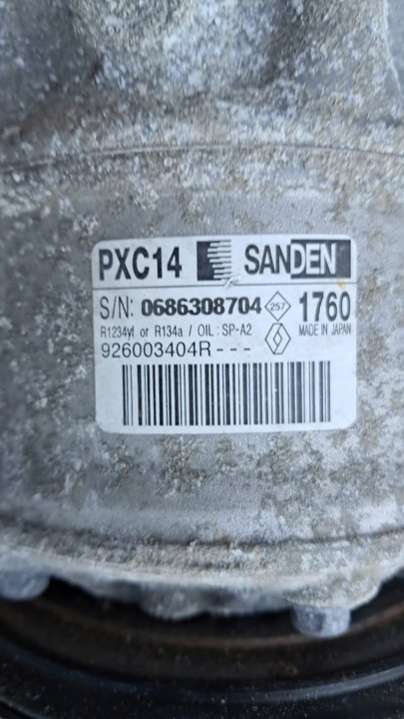 PXC14 SANDEN
S/N: 0686308704 257 1760
R1234yf or R134a / OIL : SP-A2 MADE IN JAPAN
926003404R - - -